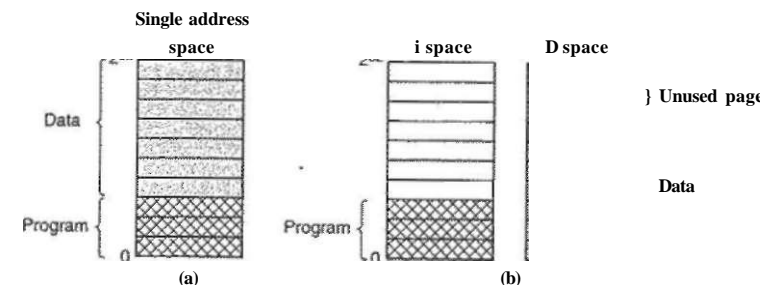 Single address
space
i space
D space
Data
} Unused page
Data
Program
Program
0
0
(a)
(b)